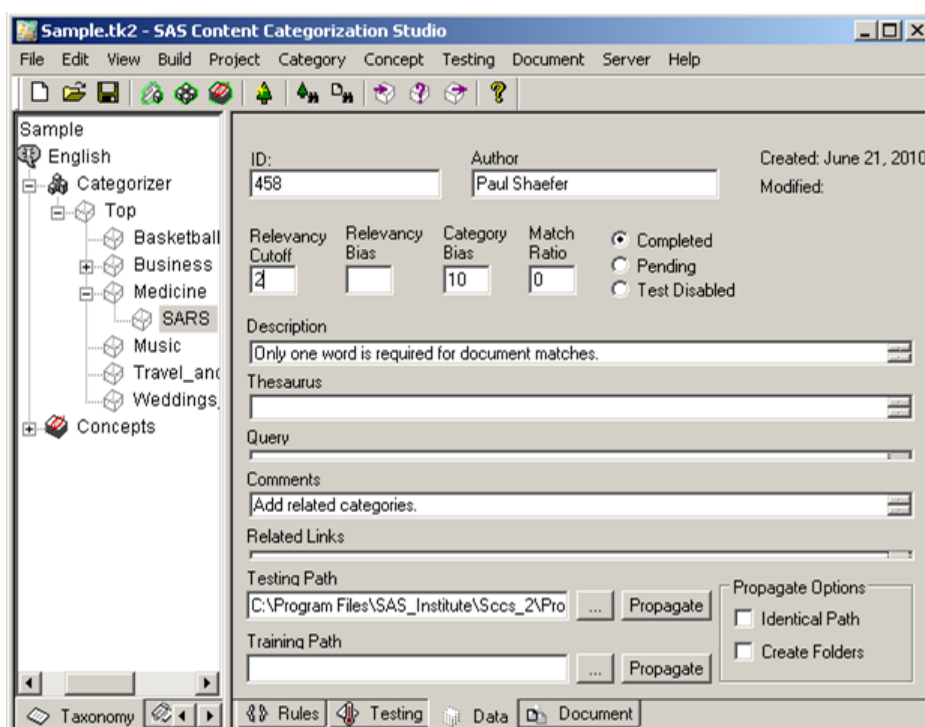 Sample.tk2 - SAS Content Categorization Studio
File Edit View Build Project Category Concept Testing Document Server Help
Sample
English
Categorizer
Top
Basketball
Business
Medicine
SARS
Music
Travel_and
Weddings_
Concepts
Taxonomy
ID:
458
Author
Paul Shaefer
Created: June 21, 2010
Modified:
Relevancy Cutoff
2
Relevancy Bias
Category Bias
10
Match Ratio
0
Completed
Pending
Test Disabled
Description
Only one word is required for document matches.
Thesaurus
Query
Comments
Add related categories.
Related Links
Testing Path
C:\Program Files\SAS_Institute\Sccs_2\Pro
... Propagate
Training Path
... Propagate
Propagate Options
Identical Path
Create Folders
Rules Testing Data Document